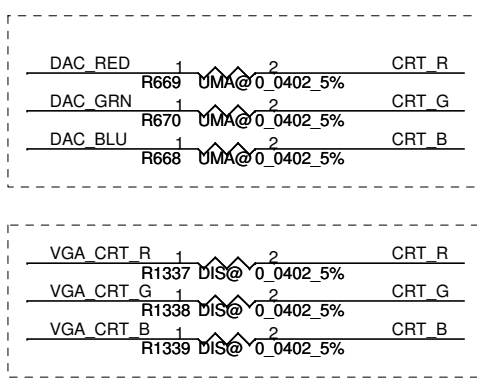 DAC_RED 1 2 CRT_R
R669 UMA@ 0_0402_5%
DAC_GRN 1 2 CRT_G
R670 UMA@ 0_0402_5%
DAC_BLU 1 2 CRT_B
R668 UMA@ 0_0402_5%
VGA_CRT_R 1 2 CRT_R
R1337 DIS@ 0_0402_5%
VGA_CRT_G 1 2 CRT_G
R1338 DIS@ 0_0402_5%
VGA_CRT_B 1 2 CRT_B
R1339 DIS@ 0_0402_5%